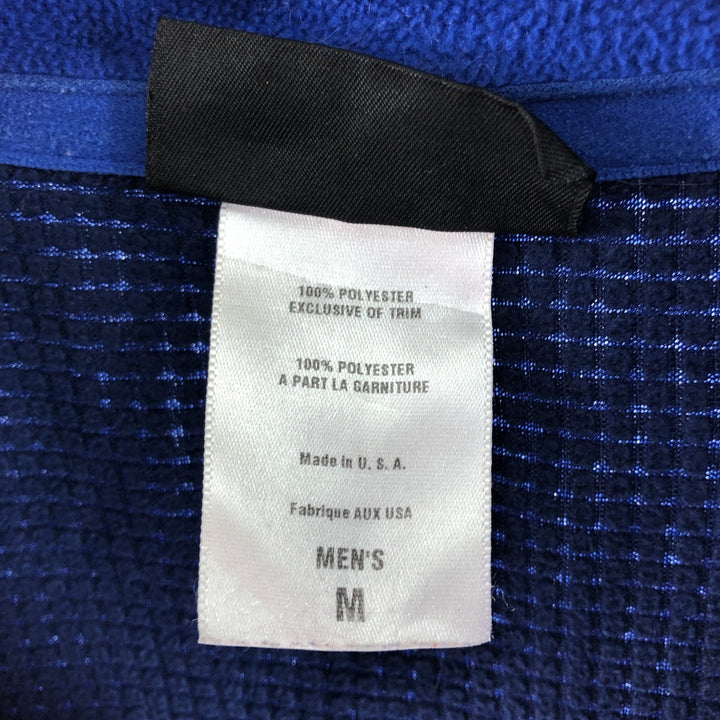 100% POLYESTER
EXCLUSIVE OF TRIM
100% POLYESTER
A PART LA GARNITURE
Made in U. S. A.
Fabrique AUX USA
MEN'S
M